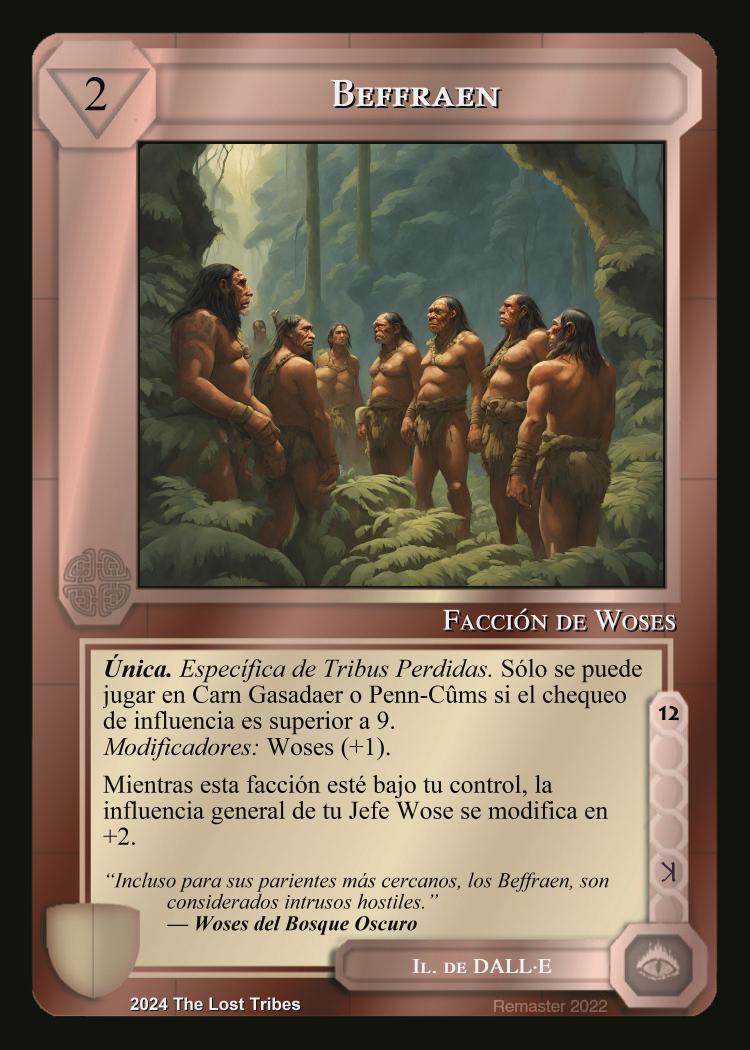 2
Beffraen
Facción de Woses
Única. Específica de Tribus Perdidas. Sólo se puede
jugar en Carn Gasadaer o Penn-Cûms si el chequeo
de influencia es superior a 9.
Modificadores: Woses (+1).
Mientras esta facción esté bajo tu control, la
influencia general de tu Jefe Wose se modifica en
+2.
“Incluso para sus parientes más cercanos, los Beffraen, son
considerados intrusos hostiles.”
— Woses del Bosque Oscuro
12
Il. de DALL·E
2024 The Lost Tribes
Remaster 2022